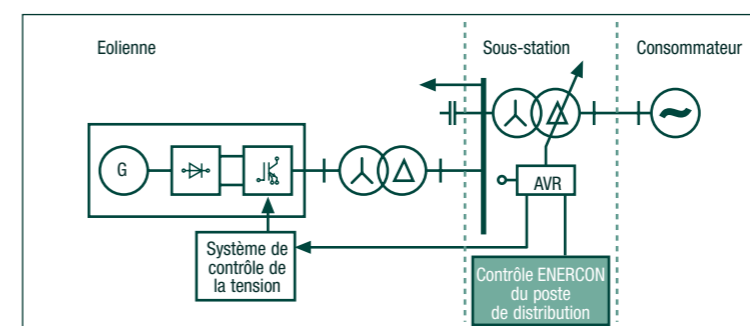 Eolienne
Sous-station
Consommateur
G
AVR
Système de
contrôle de
la tension
Contrôle ENERCON
du poste
de distribution